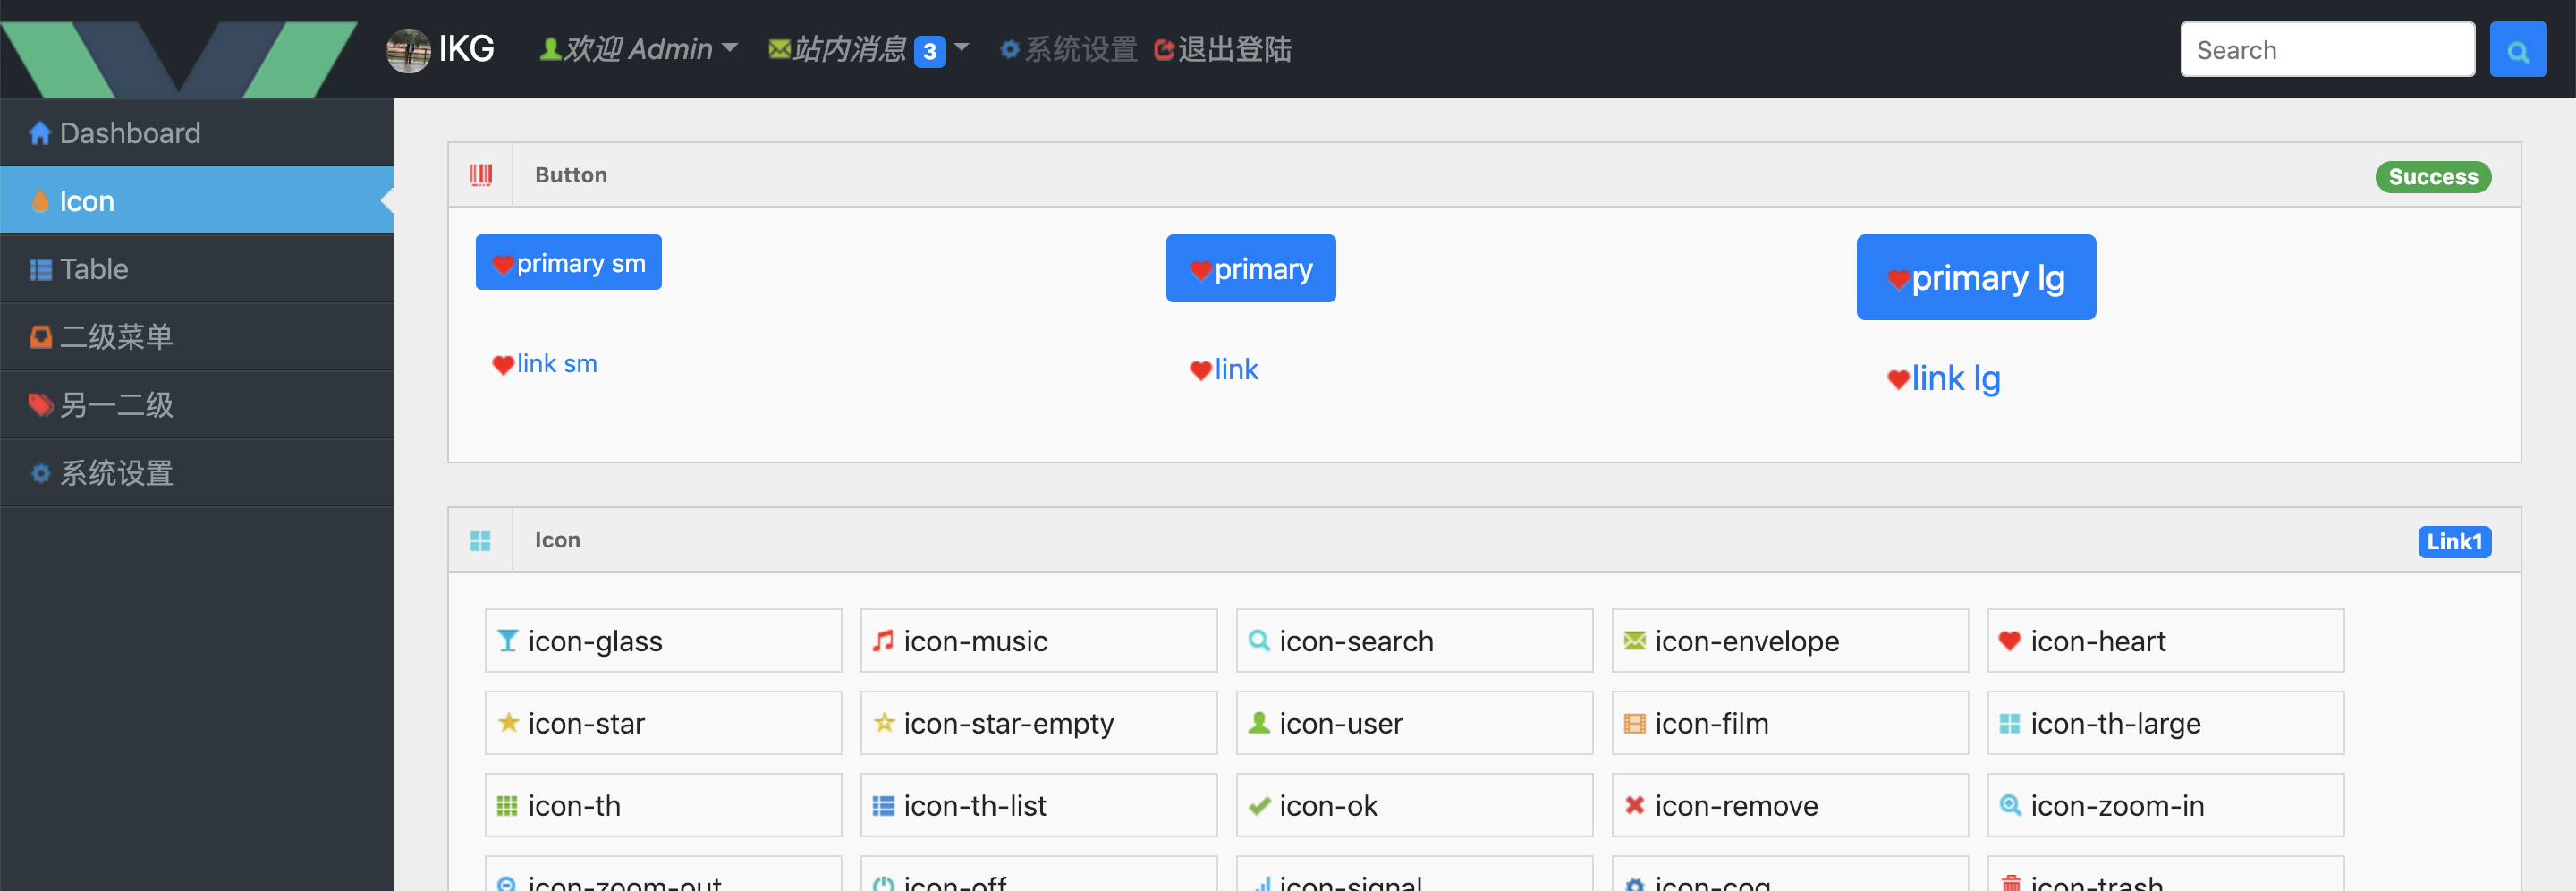 IKG 欢迎 Admin 站内消息 3 系统设置 退出登陆 Search
Dashboard
Icon
Table
二级菜单
另一二级
系统设置
Button Success
primary sm primary primary lg
link sm link link lg
Icon Link1
icon-glass icon-music icon-search icon-envelope icon-heart
icon-star icon-star-empty icon-user icon-film icon-th-large
icon-th icon-th-list icon-ok icon-remove icon-zoom-in
icon-zoom-out icon-off icon-signal icon-cog icon-trash